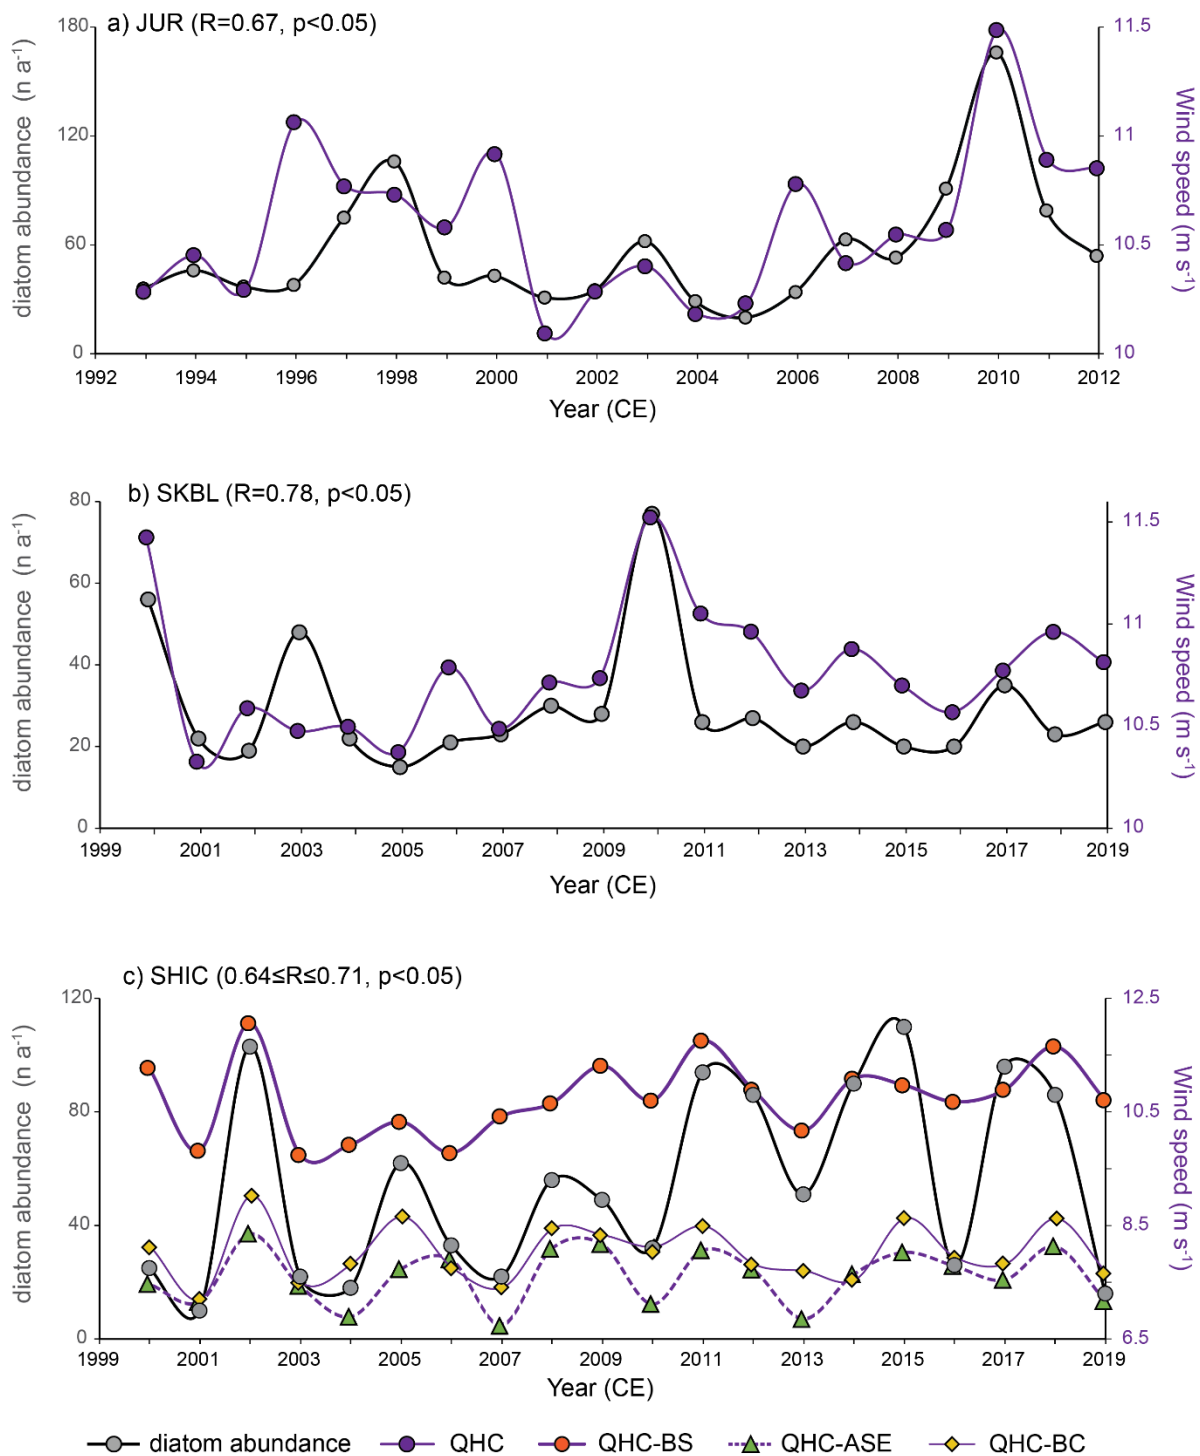 a) JUR (R=0.67, p<0.05)
diatom abundance (n a⁻¹)
180
120
60
0
11.5
11
10.5
10
Wind speed (m s⁻¹)
1992 1994 1996 1998 2000 2002 2004 2006 2008 2010 2012
Year (CE)
b) SKBL (R=0.78, p<0.05)
diatom abundance (n a⁻¹)
80
60
40
20
0
11.5
11
10.5
10
Wind speed (m s⁻¹)
1999 2001 2003 2005 2007 2009 2011 2013 2015 2017 2019
Year (CE)
c) SHIC (0.64≤R≤0.71, p<0.05)
diatom abundance (n a⁻¹)
120
80
40
0
12.5
10.5
8.5
6.5
Wind speed (m s⁻¹)
1999 2001 2003 2005 2007 2009 2011 2013 2015 2017 2019
Year (CE)
diatom abundance QHC QHC-BS QHC-ASE QHC-BC